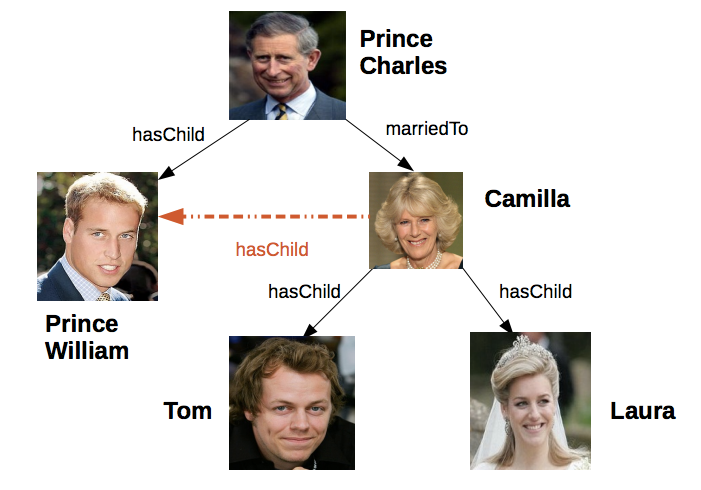 Prince
Charles
hasChild
marriedTo
Camilla
hasChild
hasChild
hasChild
Prince
William
Tom
Laura